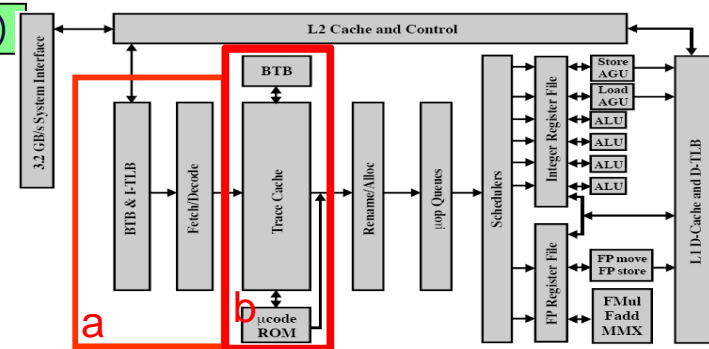 )
L2 Cache and Control
3.2 GB/s System Interface
BTB & I-TLB
Fetch/Decode
BTB
Trace Cache
µcode
ROM
a
b
Rename/Alloc
µop Queues
Schedulers
Integer Register File
FP Register File
Store
AGU
Load
AGU
ALU
ALU
ALU
ALU
FP move
FP store
FMul
Fadd
MMX
L1 D-Cache and D-TLB